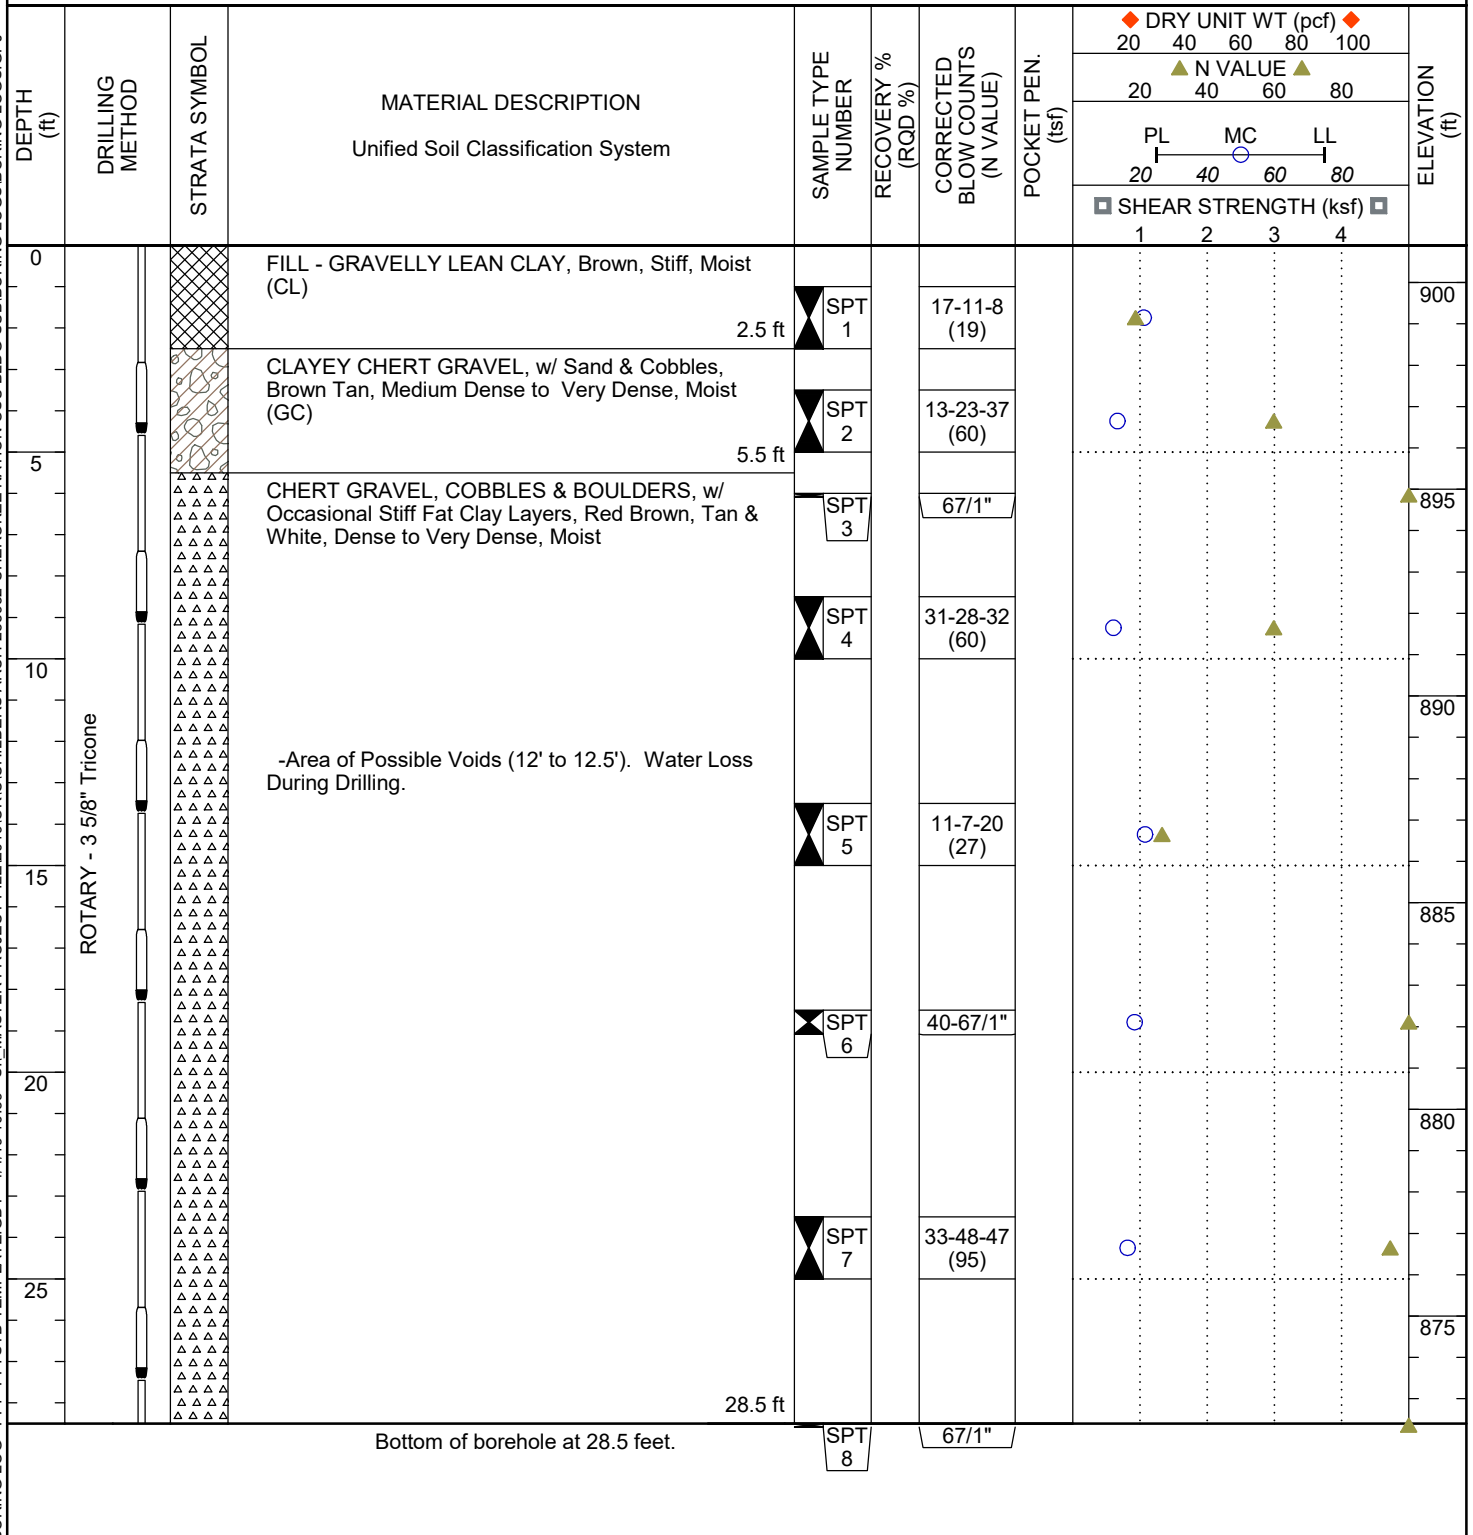 DEPTH
(ft)
DRILLING
METHOD
STRATA SYMBOL
MATERIAL DESCRIPTION
Unified Soil Classification System
SAMPLE TYPE
NUMBER
RECOVERY %
(RQD %)
CORRECTED
BLOW COUNTS
(N VALUE)
POCKET PEN.
(tsf)
DRY UNIT WT (pcf)
20 40 60 80 100
N VALUE
20 40 60 80
PL MC LL
20 40 60 80
SHEAR STRENGTH (ksf)
1 2 3 4
ELEVATION
(ft)
0
FILL - GRAVELLY LEAN CLAY, Brown, Stiff, Moist
(CL)
2.5 ft
SPT
1
17-11-8
(19)
900
CLAYEY CHERT GRAVEL, w/ Sand & Cobbles,
Brown Tan, Medium Dense to Very Dense, Moist
(GC)
5.5 ft
SPT
2
13-23-37
(60)
5
CHERT GRAVEL, COBBLES & BOULDERS, w/
Occasional Stiff Fat Clay Layers, Red Brown, Tan &
White, Dense to Very Dense, Moist
SPT
3
67/1"
895
SPT
4
31-28-32
(60)
10
890
ROTARY - 3 5/8" Tricone
-Area of Possible Voids (12' to 12.5'). Water Loss
During Drilling.
SPT
5
11-7-20
(27)
15
885
SPT
6
40-67/1"
20
880
SPT
7
33-48-47
(95)
25
875
28.5 ft
Bottom of borehole at 28.5 feet.
SPT
8
67/1"